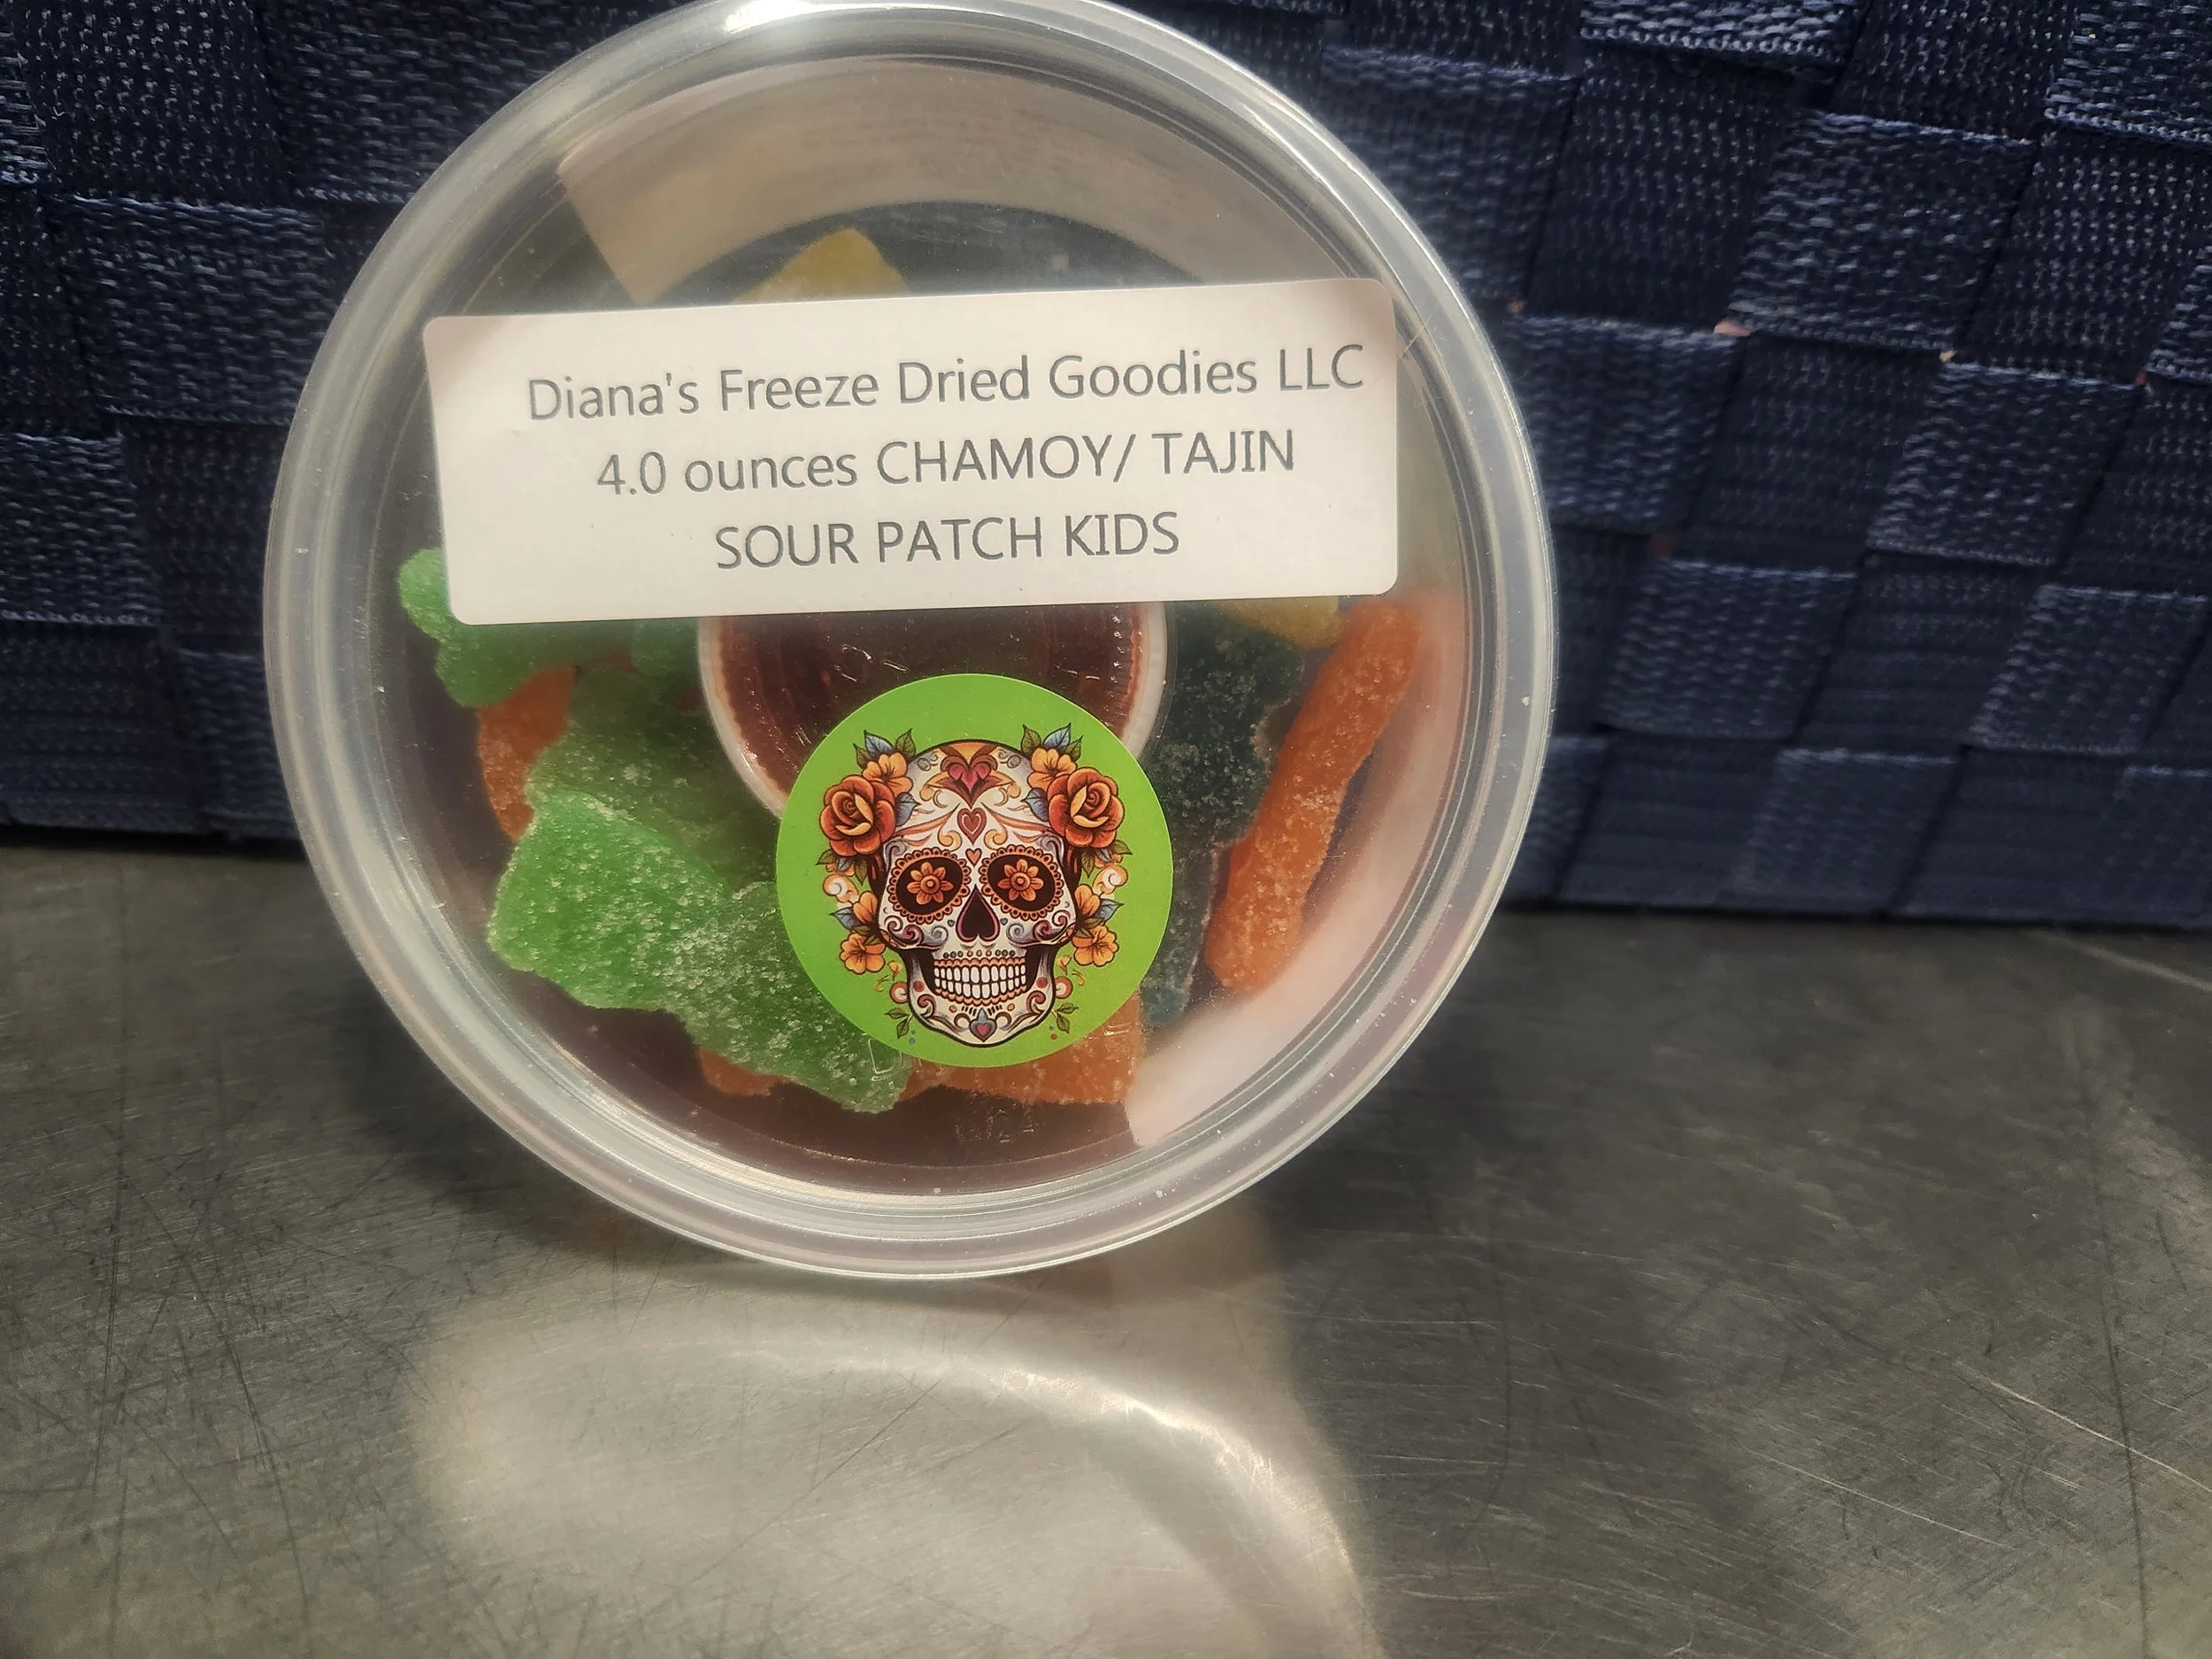 Diana's Freeze Dried Goodies LLC
4.0 ounces CHAMOY/ TAJIN
SOUR PATCH KIDS